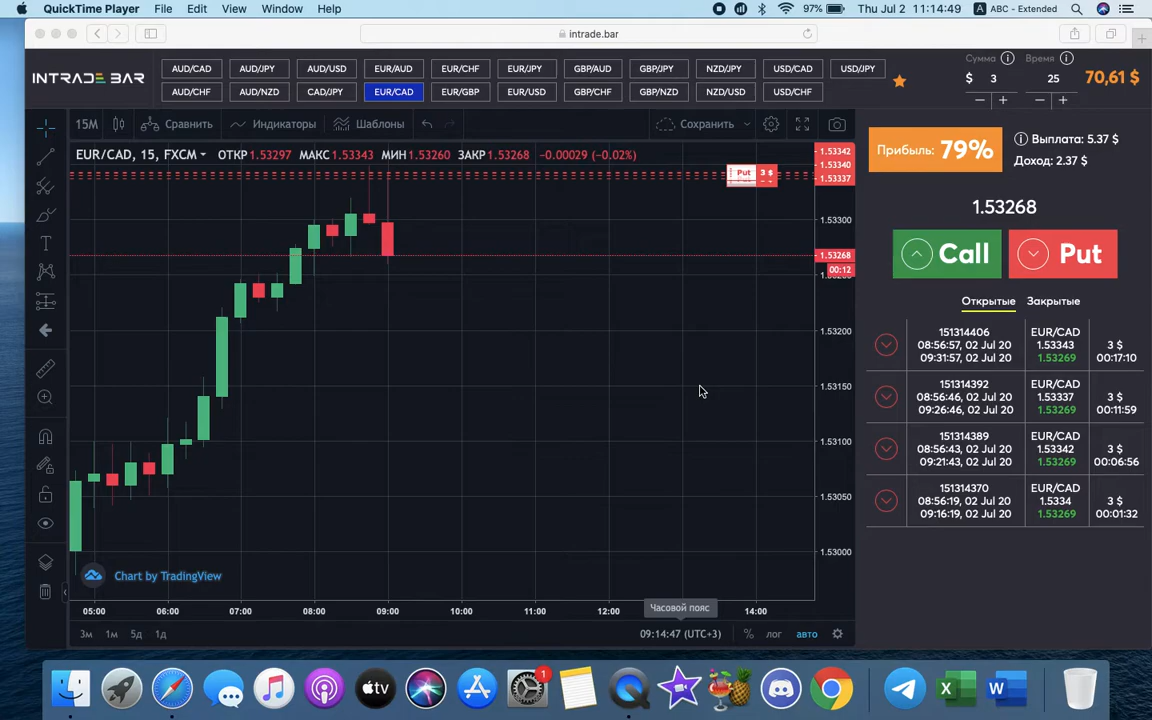 QuickTime Player File Edit View Window Help 97% Thu Jul 2 11:14:49 A ABC - Extended
intrade.bar
INTRADE BAR
AUD/CAD AUD/JPY AUD/USD EUR/AUD EUR/CHF EUR/JPY GBP/AUD GBP/JPY NZD/JPY USD/CAD USD/JPY
AUD/CHF AUD/NZD CAD/JPY EUR/CAD EUR/GBP EUR/USD GBP/CHF GBP/NZD NZD/USD USD/CHF
Сумма Время
$ 3 25 70,61 $
15M Сравнить Индикаторы Шаблоны Сохранить
EUR/CAD, 15, FXCM ОТКР 1.53297 МАКС 1.53343 МИН 1.53260 ЗАКР 1.53268 −0.00029 (−0.02%)
Put 3 $
1.53342
1.53340
1.53337
1.53300
1.53268
00:12
1.53200
1.53150
1.53100
1.53050
1.53000
Chart by TradingView
05:00 06:00 07:00 08:00 09:00 10:00 11:00 12:00 14:00
Часовой пояс
3м 1м 5д 1д 09:14:47 (UTC+3) % лог авто
Прибыль: 79%
Выплата: 5.37 $
Доход: 2.37 $
1.53268
Call Put
Открытые Закрытые
151314406 EUR/CAD
08:56:57, 02 Jul 20 1.53343 3 $
09:31:57, 02 Jul 20 1.53269 00:17:10
151314392 EUR/CAD
08:56:46, 02 Jul 20 1.53337 3 $
09:26:46, 02 Jul 20 1.53269 00:11:59
151314389 EUR/CAD
08:56:43, 02 Jul 20 1.53342 3 $
09:21:43, 02 Jul 20 1.53269 00:06:56
151314370 EUR/CAD
08:56:19, 02 Jul 20 1.5334 3 $
09:16:19, 02 Jul 20 1.53269 00:01:32
tv
1
X W